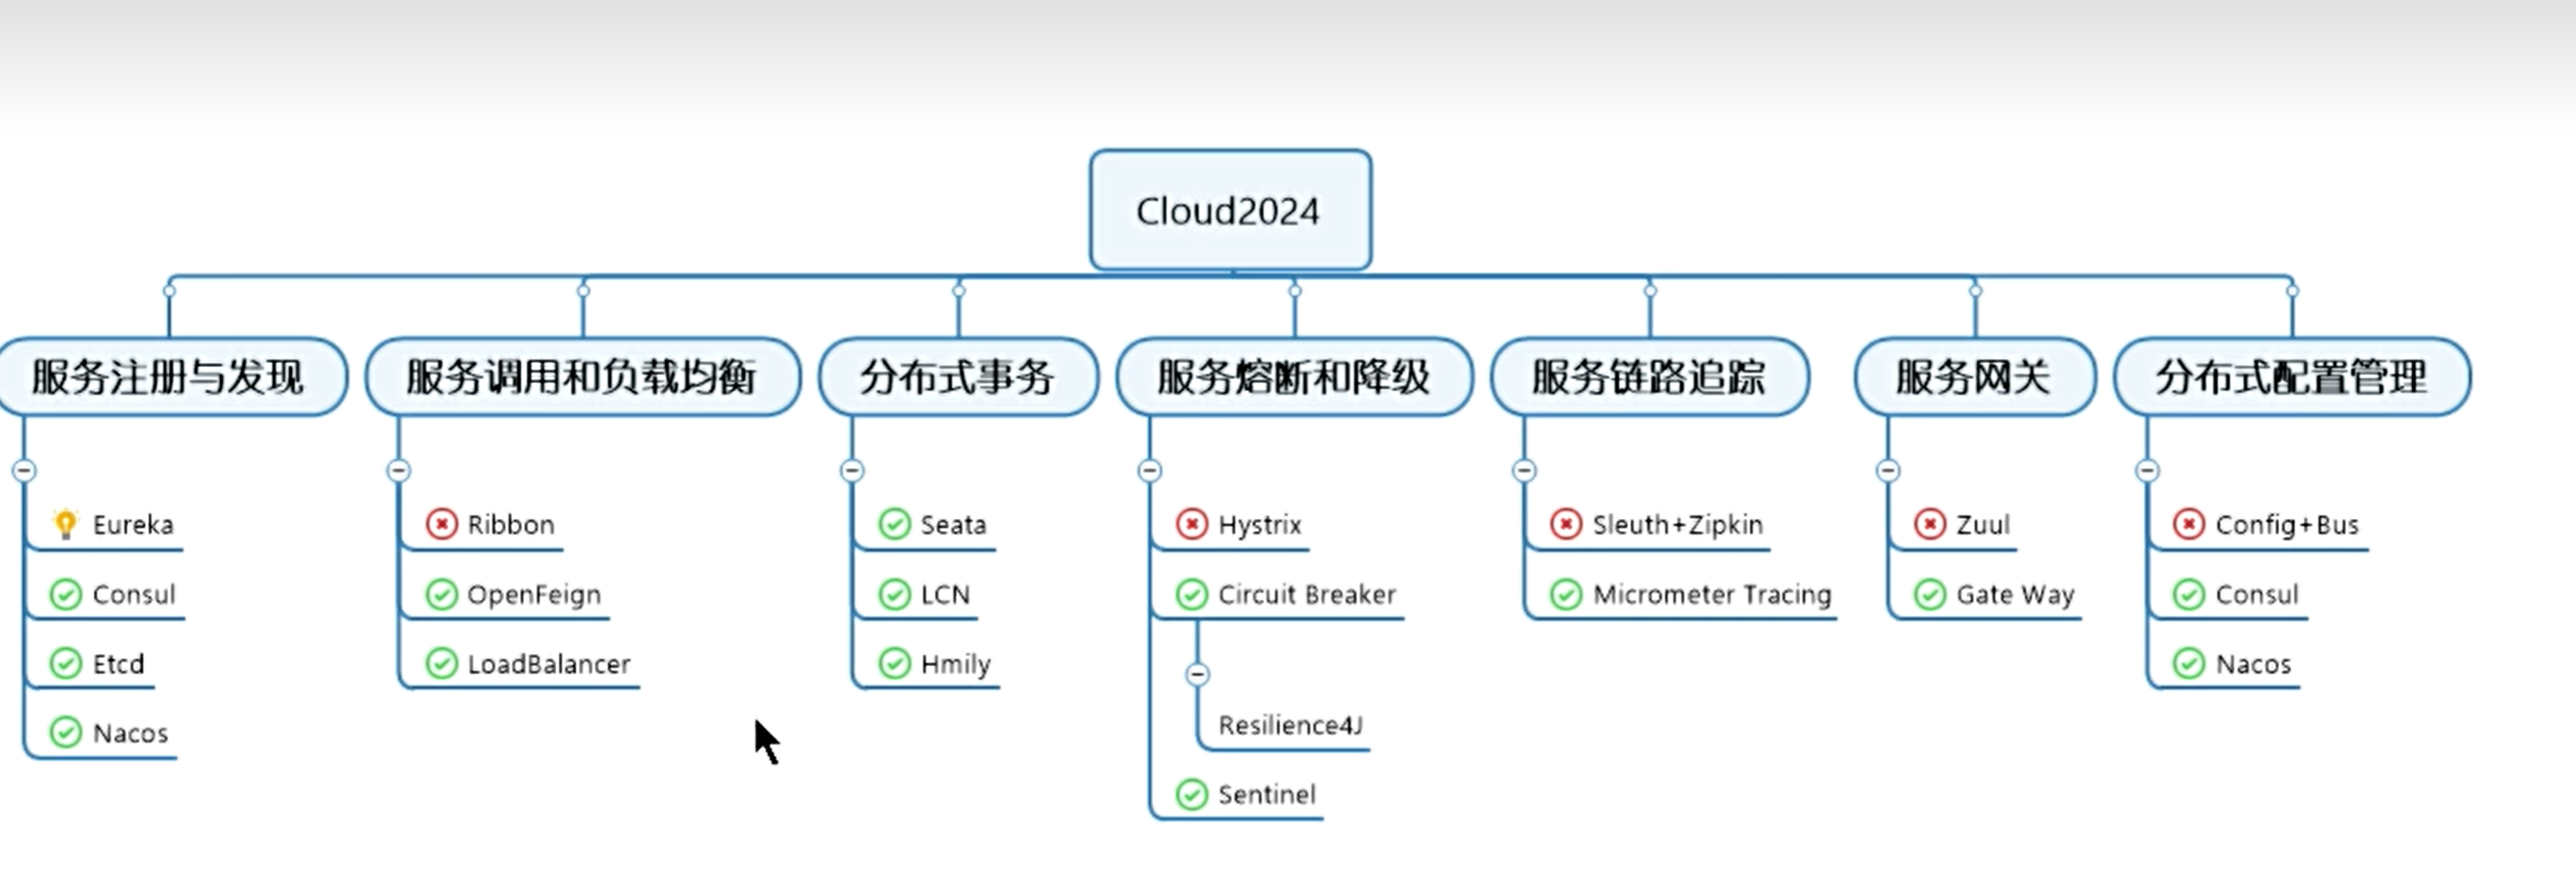 Cloud2024
服务注册与发现
Eureka
Consul
Etcd
Nacos
服务调用和负载均衡
Ribbon
OpenFeign
LoadBalancer
分布式事务
Seata
LCN
Hmily
服务熔断和降级
Hystrix
Circuit Breaker
Resilience4J
Sentinel
服务链路追踪
Sleuth+Zipkin
Micrometer Tracing
服务网关
Zuul
Gate Way
分布式配置管理
Config+Bus
Consul
Nacos